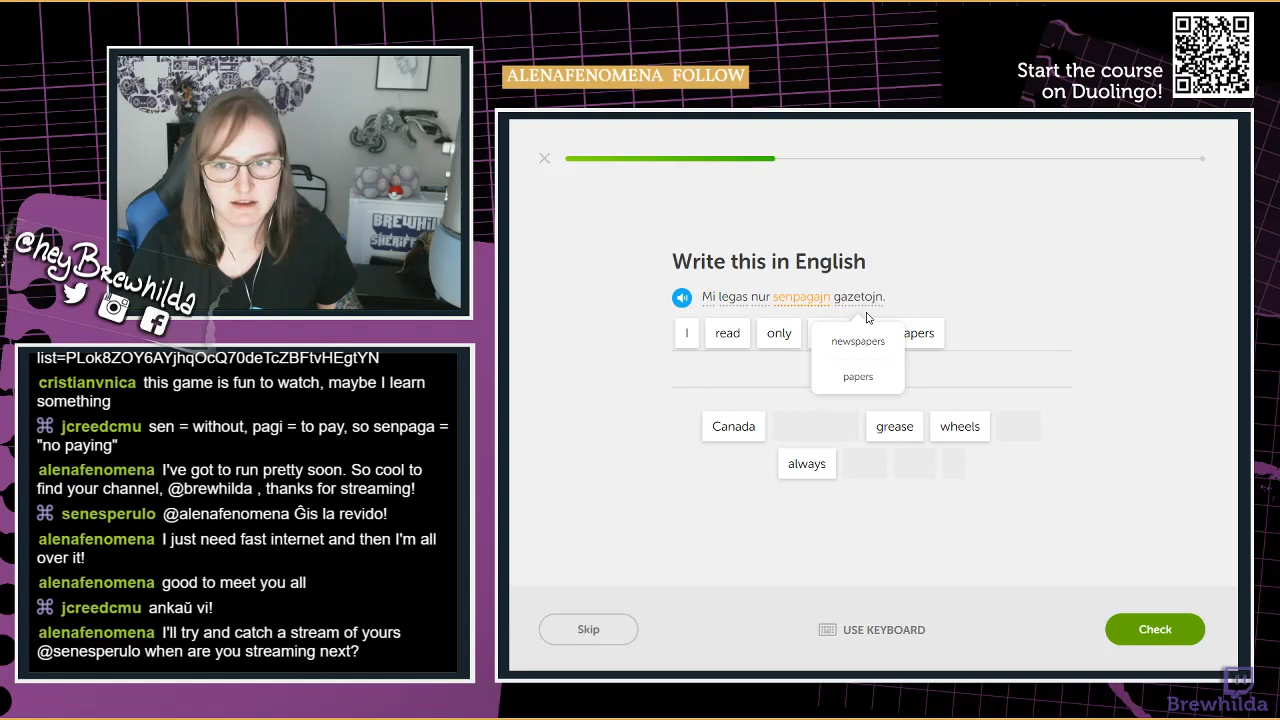 ALENAFENOMENA FOLLOW
Start the course
on Duolingo!
@heyBrewhilda
BREWHIL
SHERIFF
list=PLok8ZOY6AYjhqOcQ70deTcZBFtvHEgtYN
cristianvnica this game is fun to watch, maybe I learn
something
jcreedcmu sen = without, pagi = to pay, so senpaga =
"no paying"
alenafenomena I've got to run pretty soon. So cool to
find your channel, @brewhilda , thanks for streaming!
senesperulo @alenafenomena Ĝis la revido!
alenafenomena I just need fast internet and then I'm all
over it!
alenafenomena good to meet you all
jcreedcmu ankaŭ vi!
alenafenomena I'll try and catch a stream of yours
@senesperulo when are you streaming next?
Write this in English
Mi legas nur senpagajn gazetojn.
I read only apers
newspapers
papers
Canada grease wheels
always
Skip USE KEYBOARD Check
Brewhilda